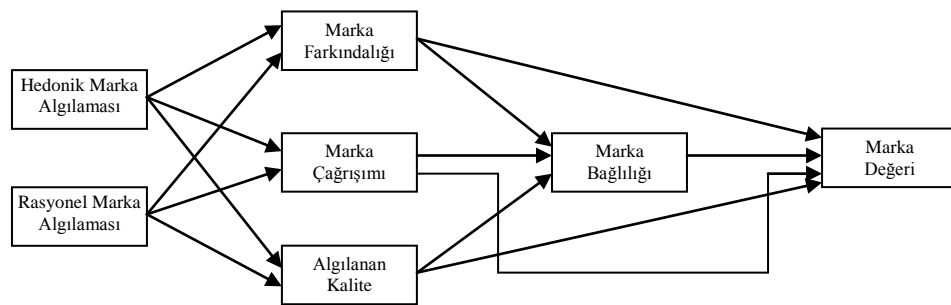 Marka
Farkındalığı
Hedonik Marka
Algılaması
Marka
Çağrışımı
Marka
Bağlılığı
Marka
Değeri
Rasyonel Marka
Algılaması
Algılanan
Kalite